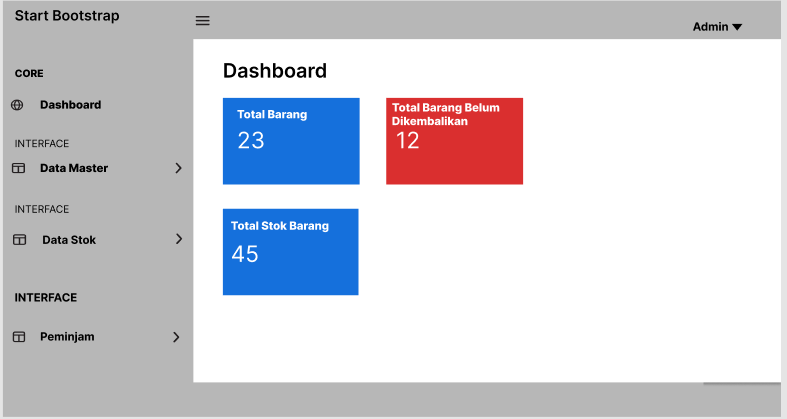 Start Bootstrap
Admin
CORE
Dashboard
INTERFACE
Data Master
INTERFACE
Data Stok
INTERFACE
Peminjam
Dashboard
Total Barang
23
Total Barang Belum
Dikembalikan
12
Total Stok Barang
45